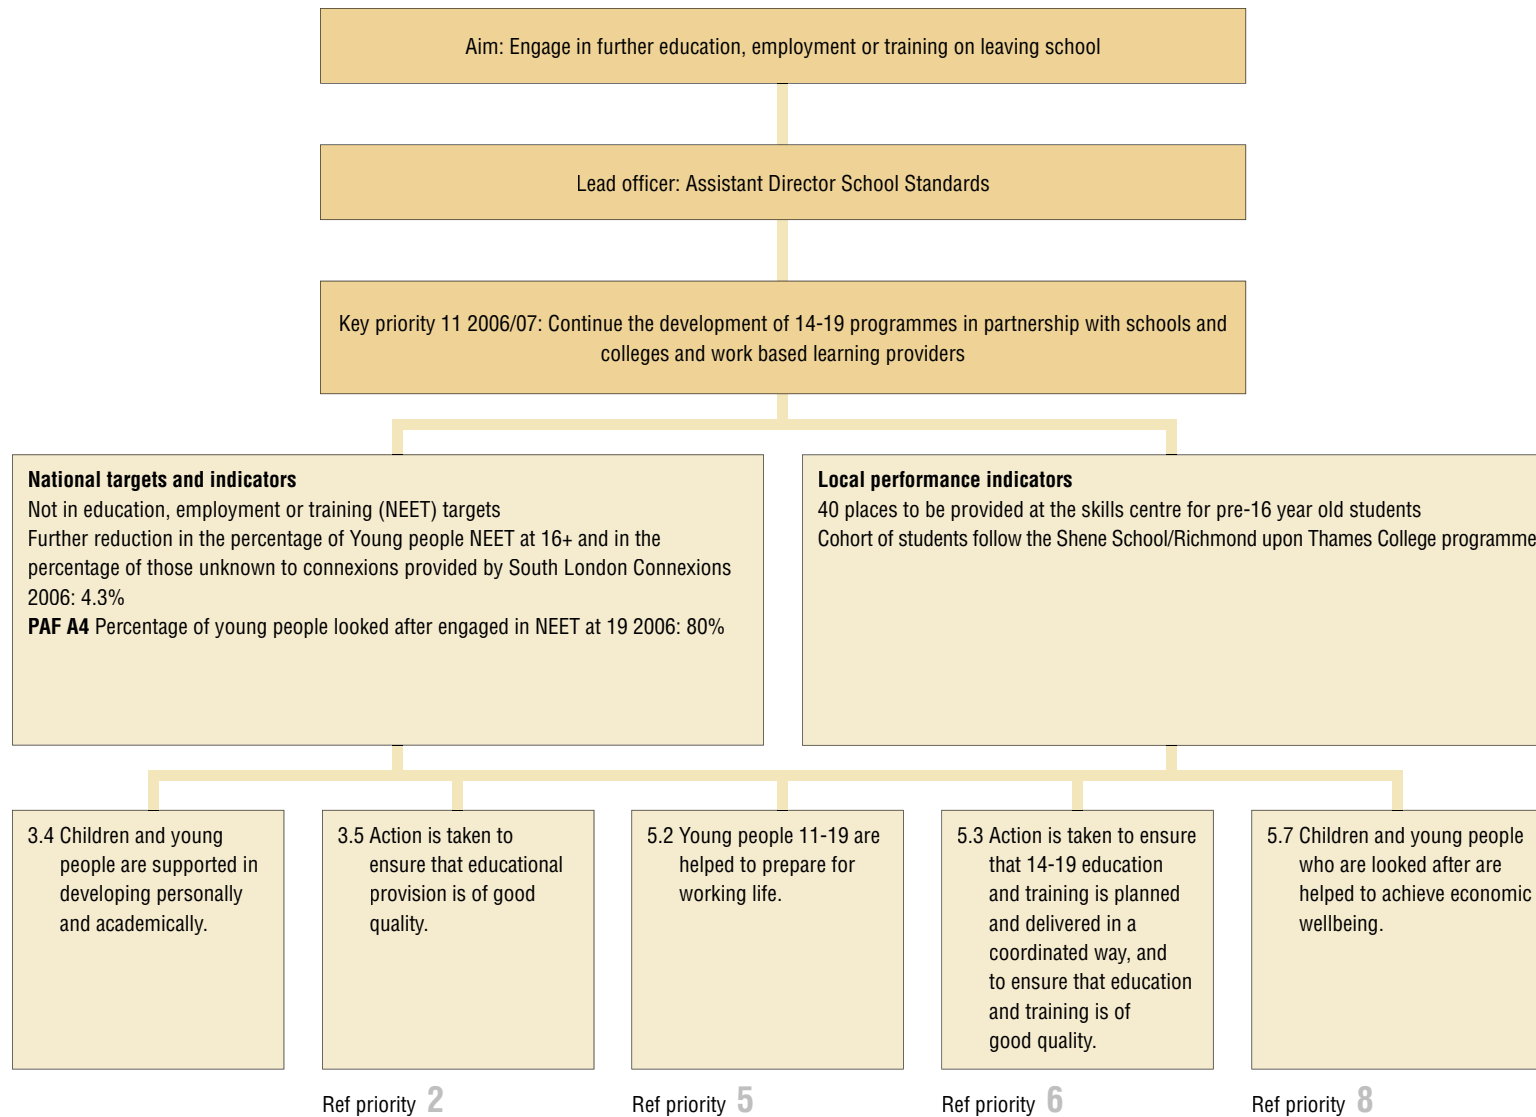 Aim: Engage in further education, employment or training on leaving school
Lead officer: Assistant Director School Standards
Key priority 11 2006/07: Continue the development of 14-19 programmes in partnership with schools and
colleges and work based learning providers
National targets and indicators
Not in education, employment or training (NEET) targets
Further reduction in the percentage of Young people NEET at 16+ and in the
percentage of those unknown to connexions provided by South London Connexions
2006: 4.3%
PAF A4 Percentage of young people looked after engaged in NEET at 19 2006: 80%
Local performance indicators
40 places to be provided at the skills centre for pre-16 year old students
Cohort of students follow the Shene School/Richmond upon Thames College programme
3.4 Children and young
people are supported in
developing personally
and academically.
3.5 Action is taken to
ensure that educational
provision is of good
quality.
5.2 Young people 11-19 are
helped to prepare for
working life.
5.3 Action is taken to ensure
that 14-19 education
and training is planned
and delivered in a
coordinated way, and
to ensure that education
and training is of
good quality.
5.7 Children and young people
who are looked after are
helped to achieve economic
wellbeing.
Ref priority 2
Ref priority 5
Ref priority 6
Ref priority 8